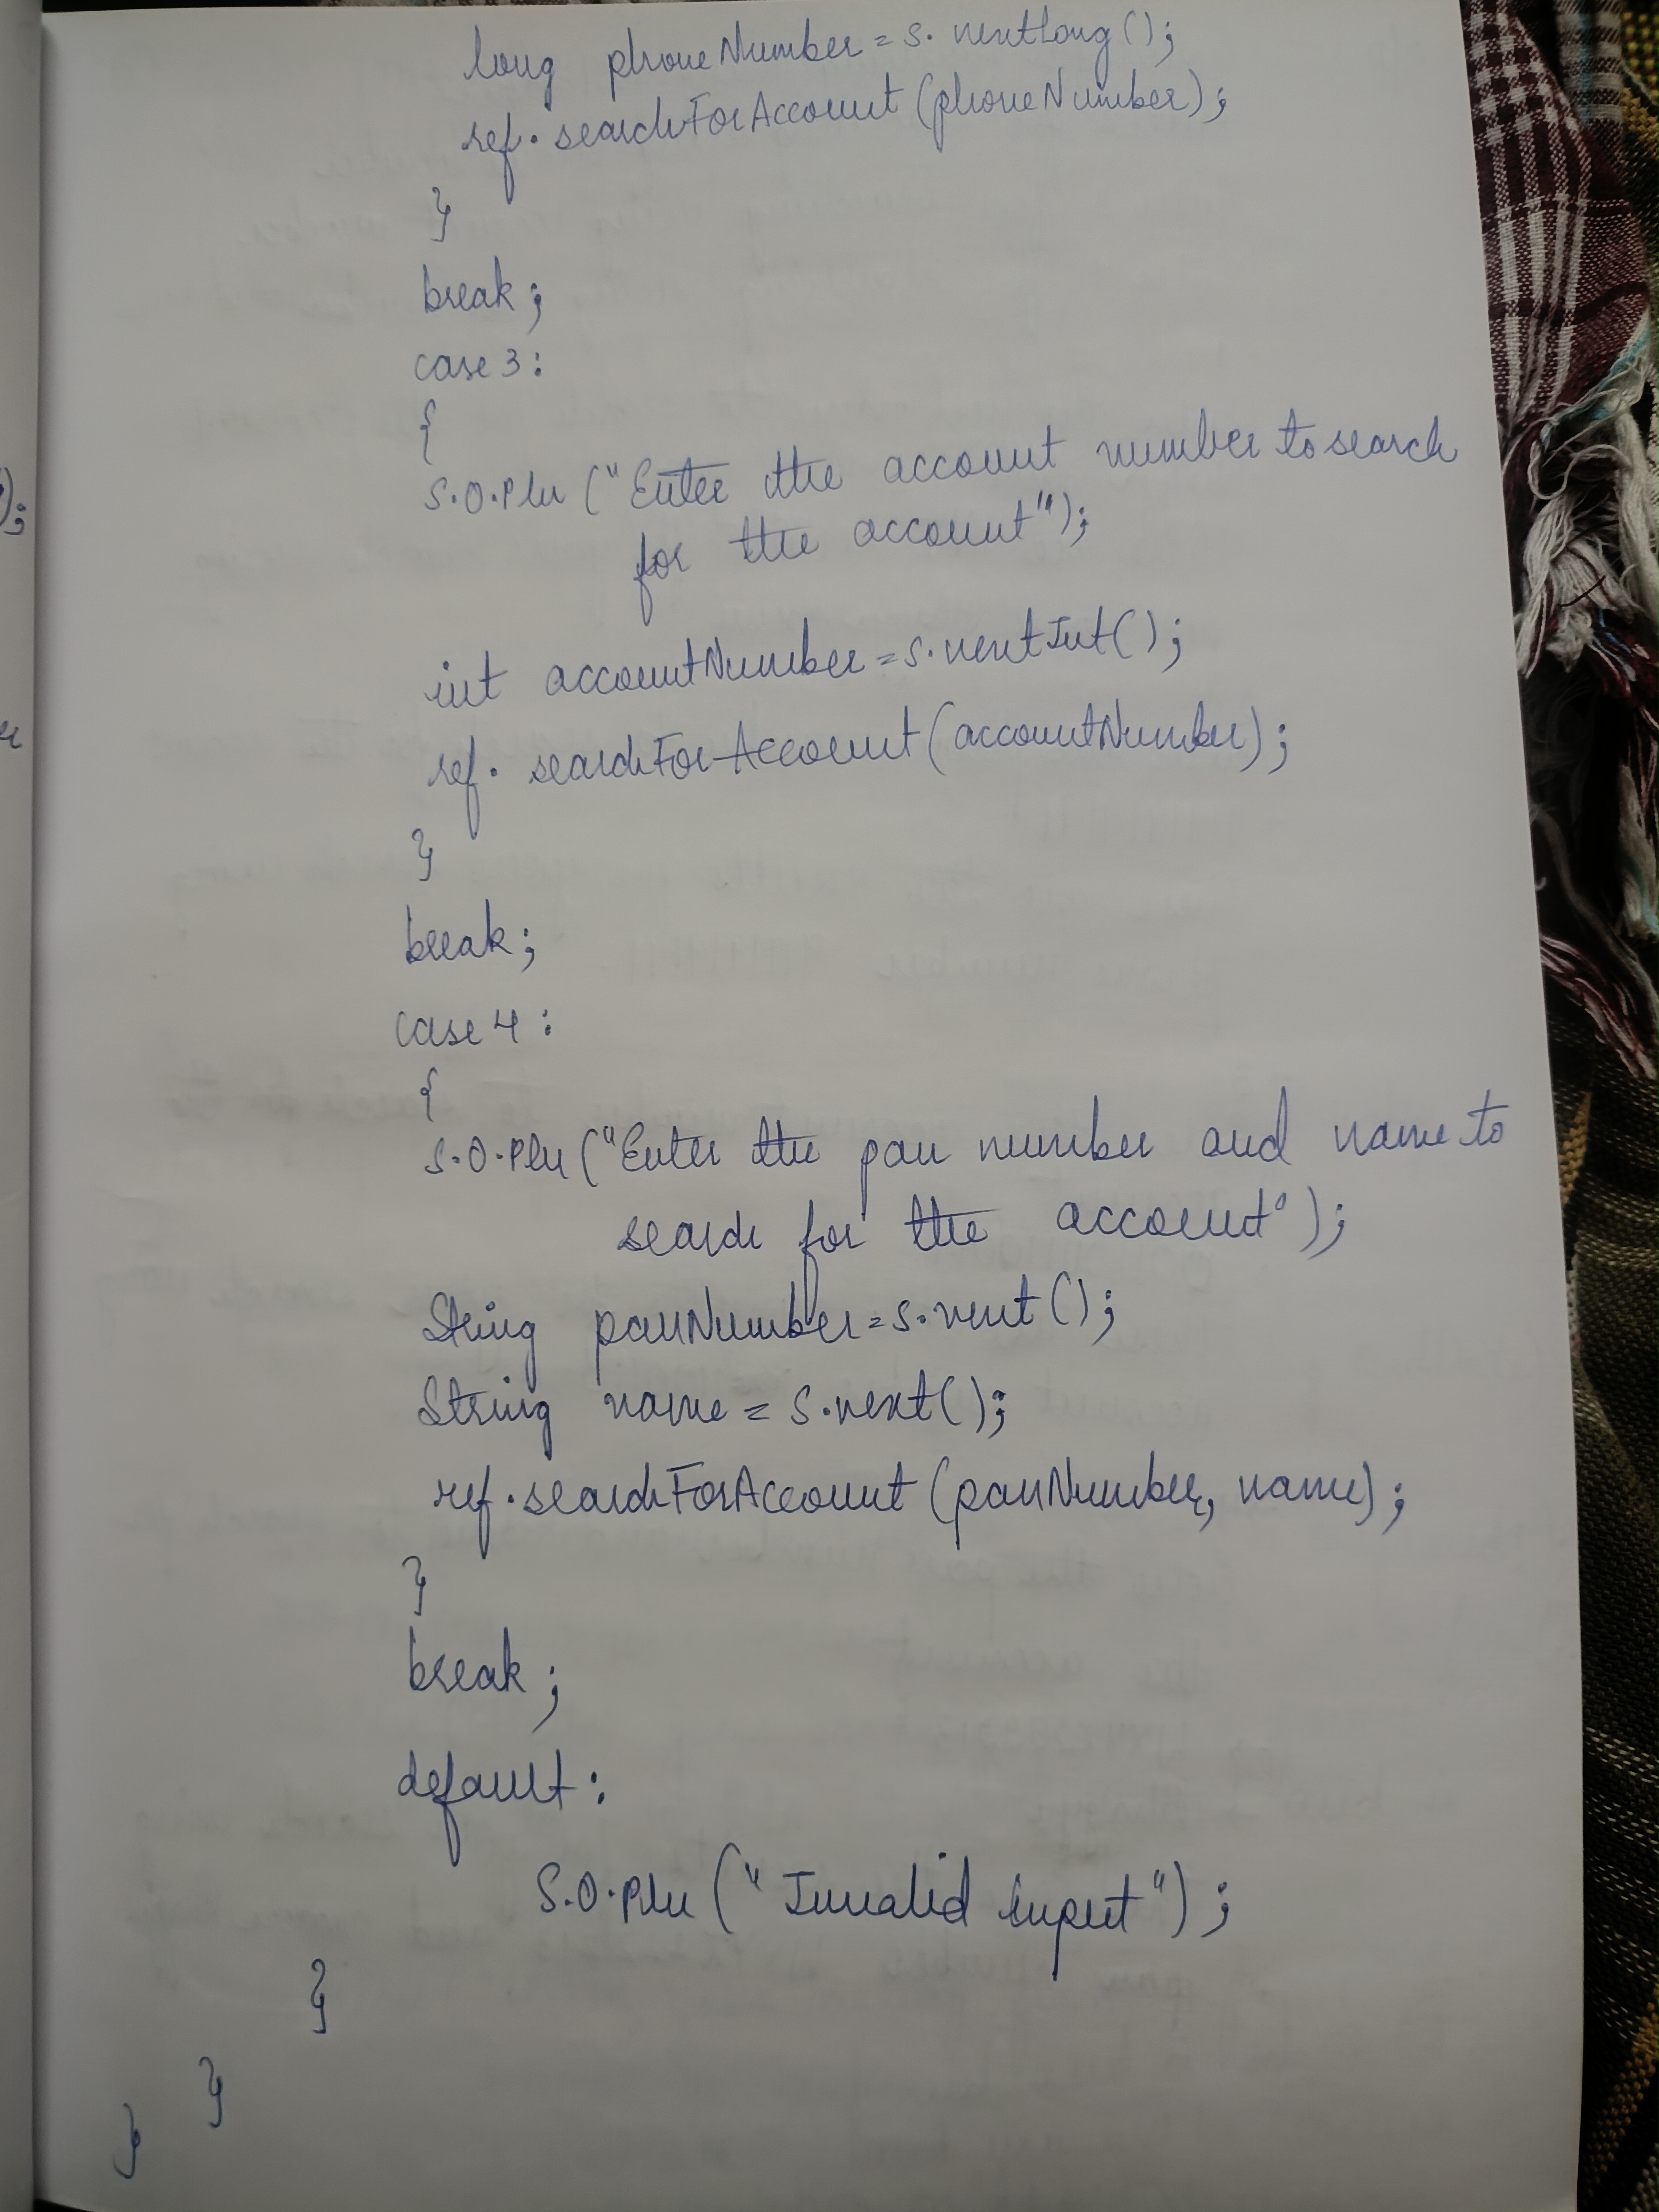 long phoneNumber = s. nextLong();
ref. searchForAccount (phoneNumber);
}
break;
case 3:
{
S.O.Pln ("Enter the account number to search
for the account");
int accountNumber = s.nextInt();
ref. searchForAccount (accountNumber);
}
break;
case 4:
{
S.O.Pln ("Enter the pan number and name to
search for the account");
String panNumber = s.next();
String name = s.next();
ref.searchForAccount (panNumber, name);
}
break;
default:
S.O.Pln ("Invalid input");
}
}
}